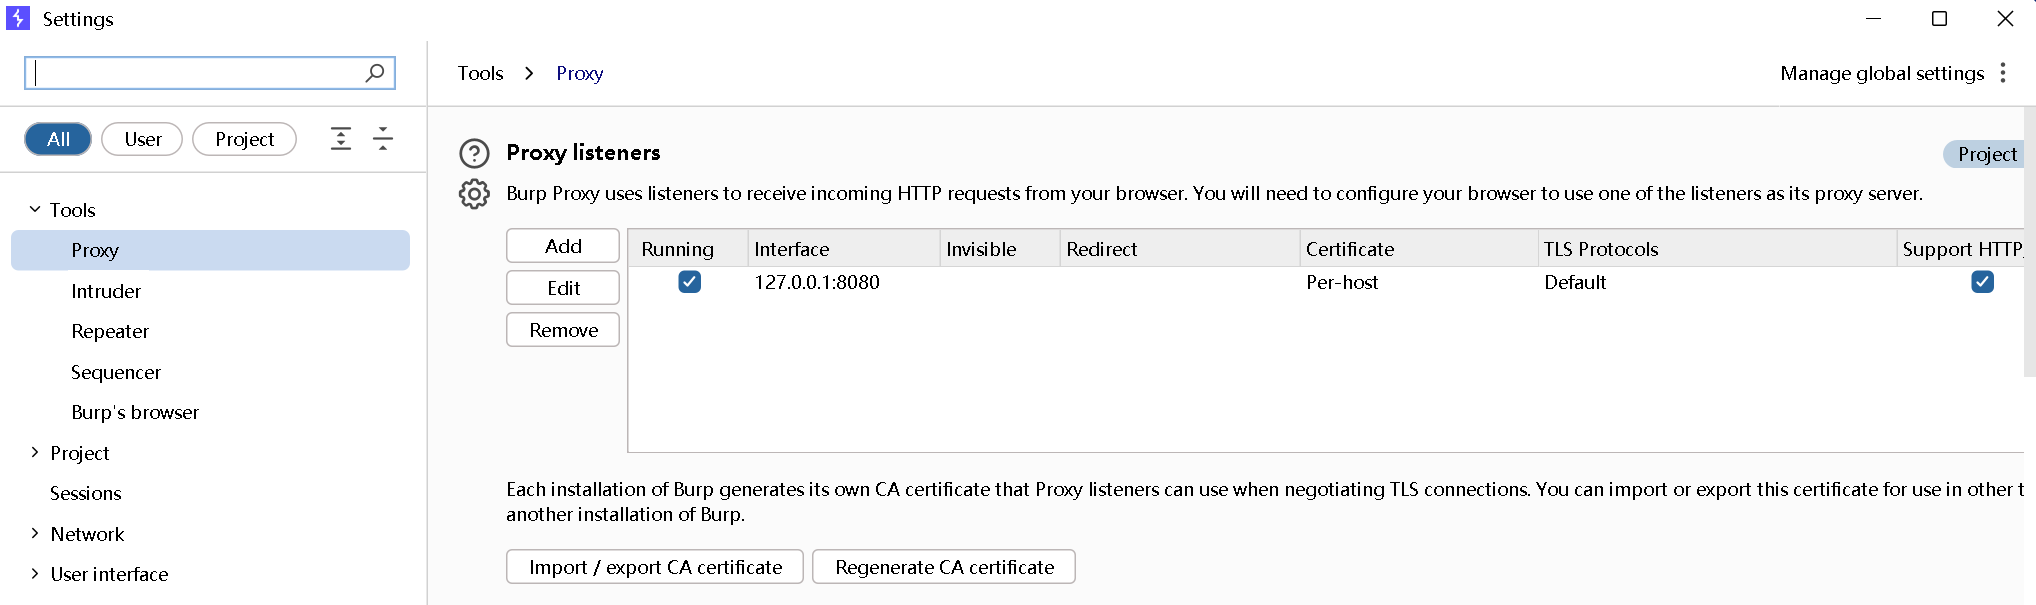 Settings
Tools > Proxy
Manage global settings
All
User
Project
Tools
Proxy
Intruder
Repeater
Sequencer
Burp's browser
Project
Sessions
Network
User interface
Proxy listeners
Project
Burp Proxy uses listeners to receive incoming HTTP requests from your browser. You will need to configure your browser to use one of the listeners as its proxy server.
Add
Edit
Remove
Running Interface Invisible Redirect Certificate TLS Protocols Support HTTP
127.0.0.1:8080 Per-host Default
Each installation of Burp generates its own CA certificate that Proxy listeners can use when negotiating TLS connections. You can import or export this certificate for use in other t
another installation of Burp.
Import / export CA certificate
Regenerate CA certificate